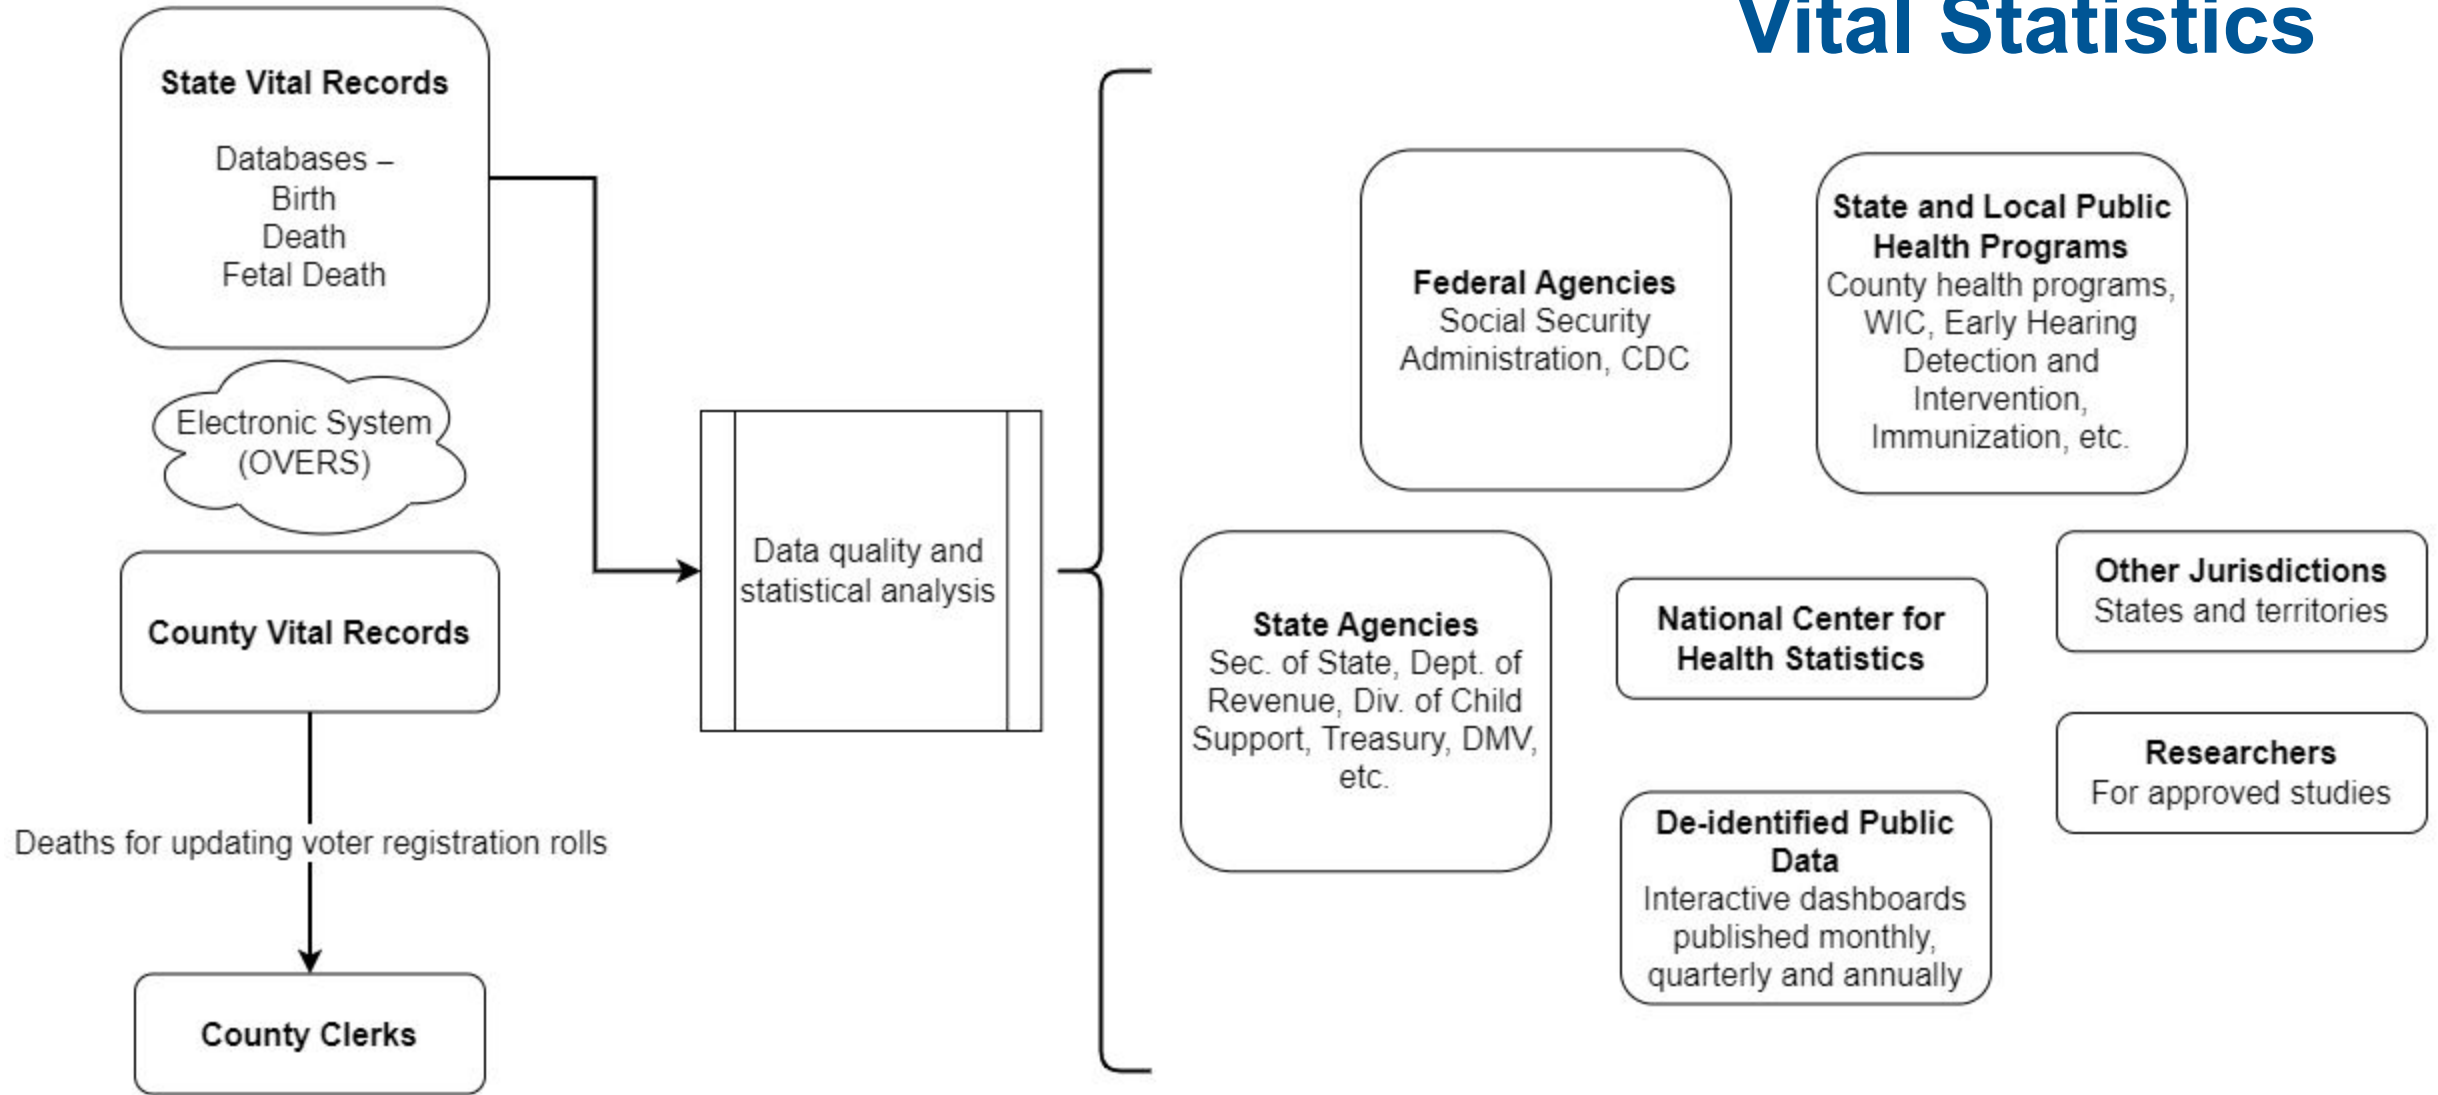 Vital Statistics
State Vital Records
Databases –
Birth
Death
Fetal Death
Electronic System
(OVERS)
County Vital Records
Deaths for updating voter registration rolls
County Clerks
Data quality and
statistical analysis
Federal Agencies
Social Security
Administration, CDC
State and Local Public
Health Programs
County health programs,
WIC, Early Hearing
Detection and
Intervention,
Immunization, etc.
State Agencies
Sec. of State, Dept. of
Revenue, Div. of Child
Support, Treasury, DMV,
etc.
National Center for
Health Statistics
Other Jurisdictions
States and territories
Researchers
For approved studies
De-identified Public
Data
Interactive dashboards
published monthly,
quarterly and annually